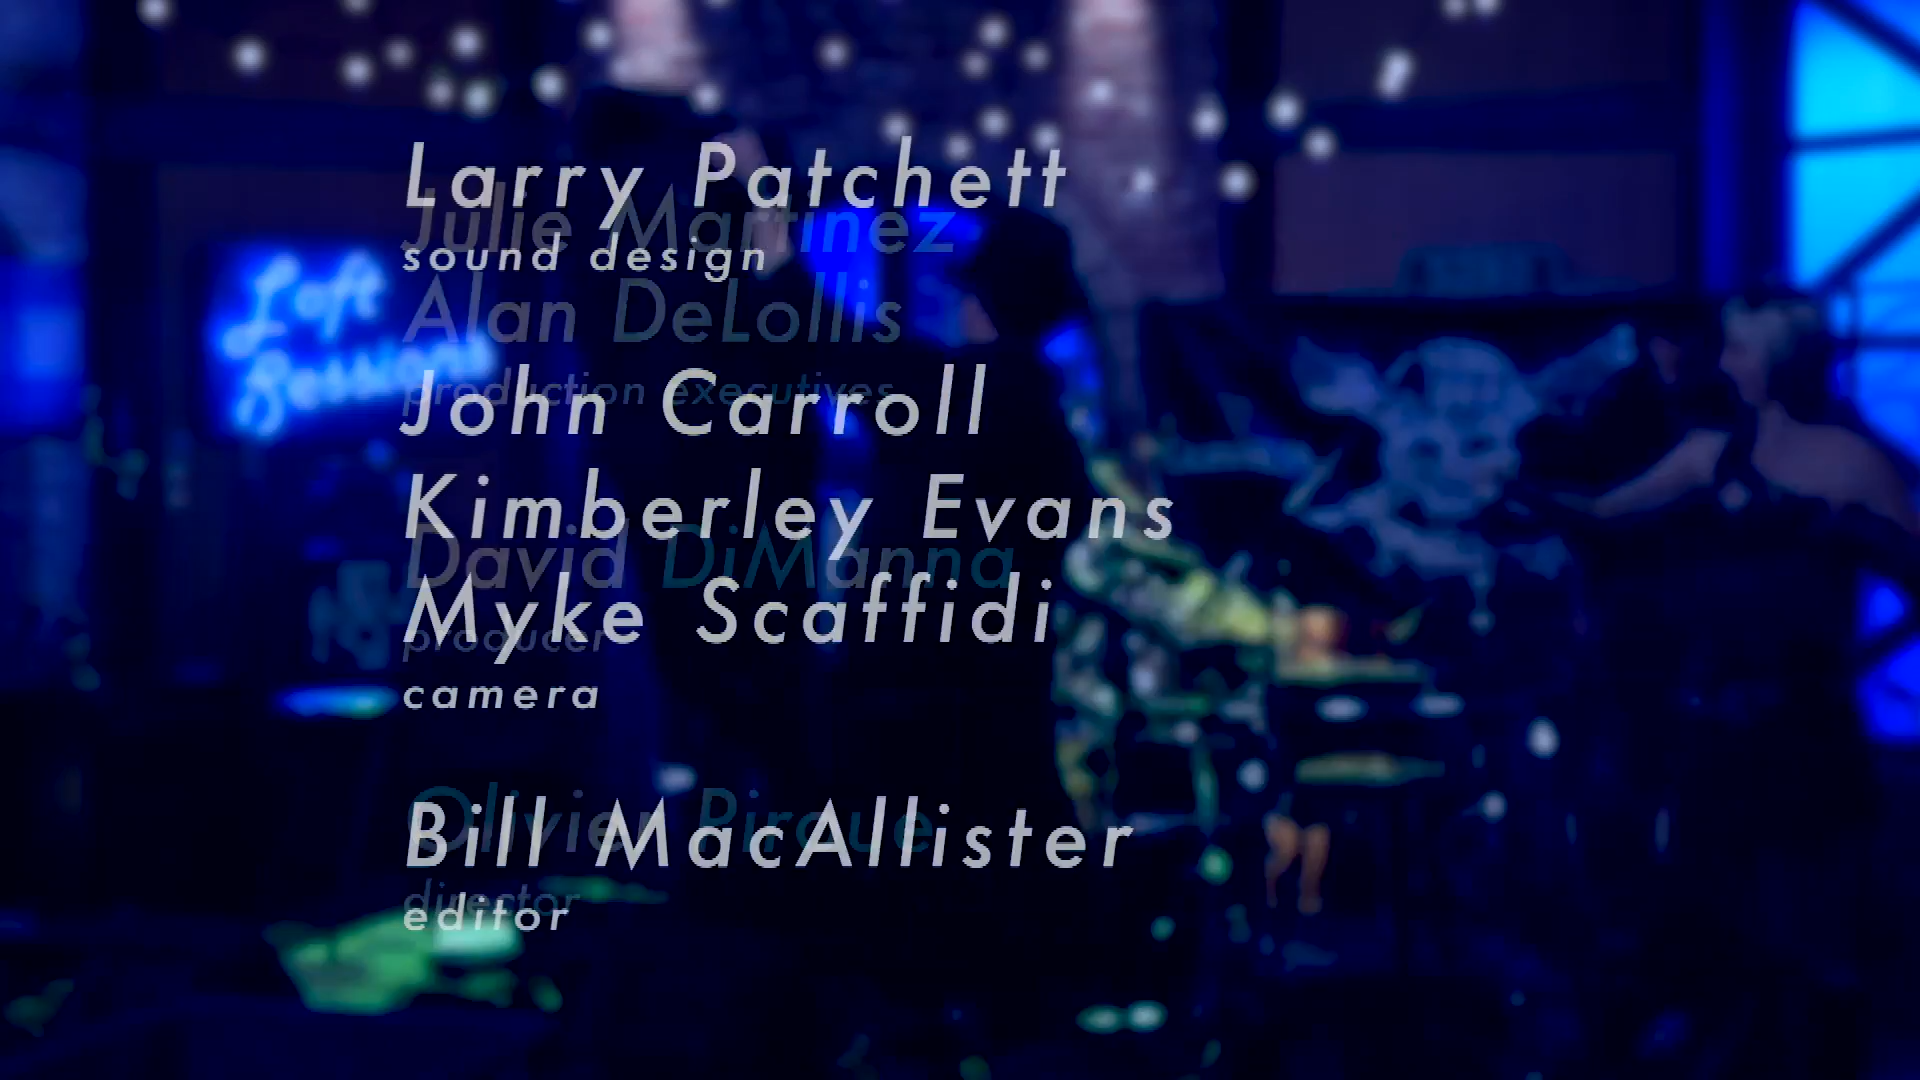 Larry Patchett
sound design
John Carroll
Kimberley Evans
Myke Scaffidi
camera
Bill MacAllister
editor
Julie Martinez
Alan DeLollis
production executives
David DiManna
producer
Olivier Piroue
director
Loft
Sessions